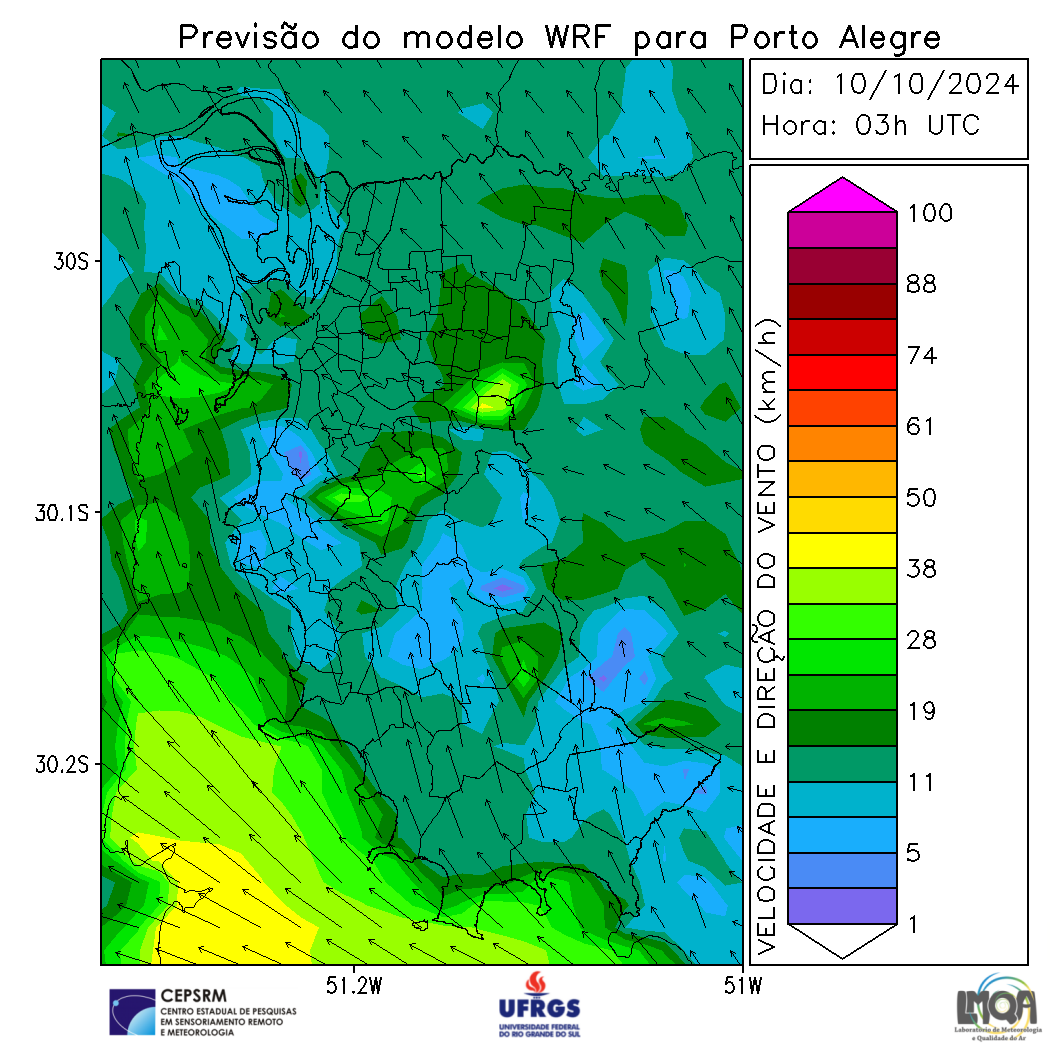 Previsão do modelo WRF para Porto Alegre
Dia: 10/10/2024
Hora: 03h UTC
30S
30.1S
30.2S
51.2W
51W
VELOCIDADE E DIREÇÃO DO VENTO (km/h)
100
88
74
61
50
38
28
19
11
5
1
CEPSRM
CENTRO ESTADUAL DE PESQUISAS
EM SENSORIAMENTO REMOTO
E METEOROLOGIA
UFRGS
UNIVERSIDADE FEDERAL
DO RIO GRANDE DO SUL
LMQA
Laboratório de Meteorologia
e Qualidade do Ar